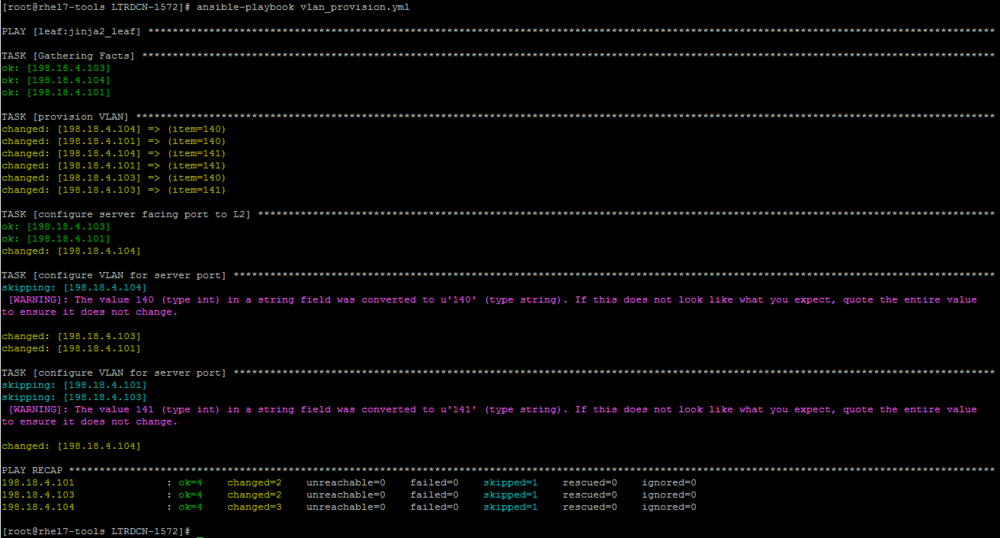 [root@rhel7-tools LTRDCN-1572]# ansible-playbook vlan_provision.yml
PLAY [leaf:jinja2_leaf] ********************************************************************************************************************************************
TASK [Gathering Facts] *********************************************************************************************************************************************
ok: [198.18.4.103]
ok: [198.18.4.104]
ok: [198.18.4.101]
TASK [provision VLAN] **********************************************************************************************************************************************
changed: [198.18.4.104] => (item=140)
changed: [198.18.4.101] => (item=140)
changed: [198.18.4.104] => (item=141)
changed: [198.18.4.101] => (item=141)
changed: [198.18.4.103] => (item=140)
changed: [198.18.4.103] => (item=141)
TASK [configure server facing port to L2] **************************************************************************************************************************
ok: [198.18.4.103]
ok: [198.18.4.101]
changed: [198.18.4.104]
TASK [configure VLAN for server port] ******************************************************************************************************************************
skipping: [198.18.4.104]
[WARNING]: The value 140 (type int) in a string field was converted to u'140' (type string). If this does not look like what you expect, quote the entire value
to ensure it does not change.
changed: [198.18.4.103]
changed: [198.18.4.101]
TASK [configure VLAN for server port] ******************************************************************************************************************************
skipping: [198.18.4.101]
skipping: [198.18.4.103]
[WARNING]: The value 141 (type int) in a string field was converted to u'141' (type string). If this does not look like what you expect, quote the entire value
to ensure it does not change.
changed: [198.18.4.104]
PLAY RECAP *********************************************************************************************************************************************************
198.18.4.101 : ok=4 changed=2 unreachable=0 failed=0 skipped=1 rescued=0 ignored=0
198.18.4.103 : ok=4 changed=2 unreachable=0 failed=0 skipped=1 rescued=0 ignored=0
198.18.4.104 : ok=4 changed=3 unreachable=0 failed=0 skipped=1 rescued=0 ignored=0
[root@rhel7-tools LTRDCN-1572]#